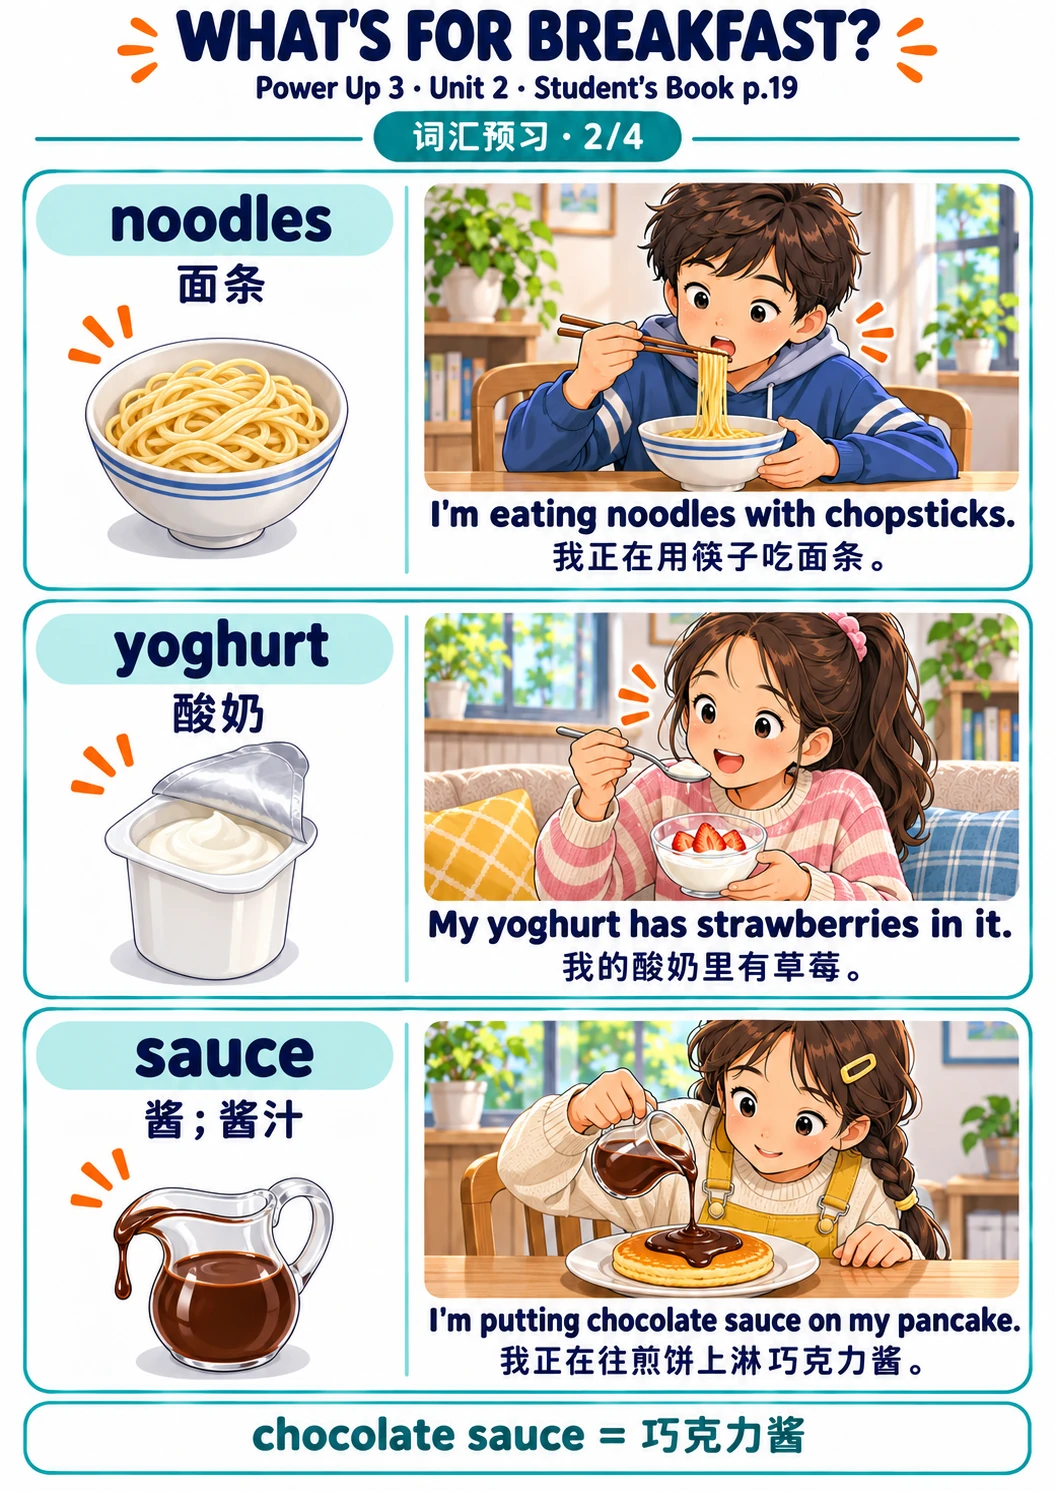 WHAT'S FOR BREAKFAST?
Power Up 3 · Unit 2 · Student's Book p.19
词汇预习 · 2/4
noodles
面条
I'm eating noodles with chopsticks.
我正在用筷子吃面条。
yoghurt
酸奶
My yoghurt has strawberries in it.
我的酸奶里有草莓。
sauce
酱；酱汁
I'm putting chocolate sauce on my pancake.
我正在往煎饼上淋巧克力酱。
chocolate sauce = 巧克力酱